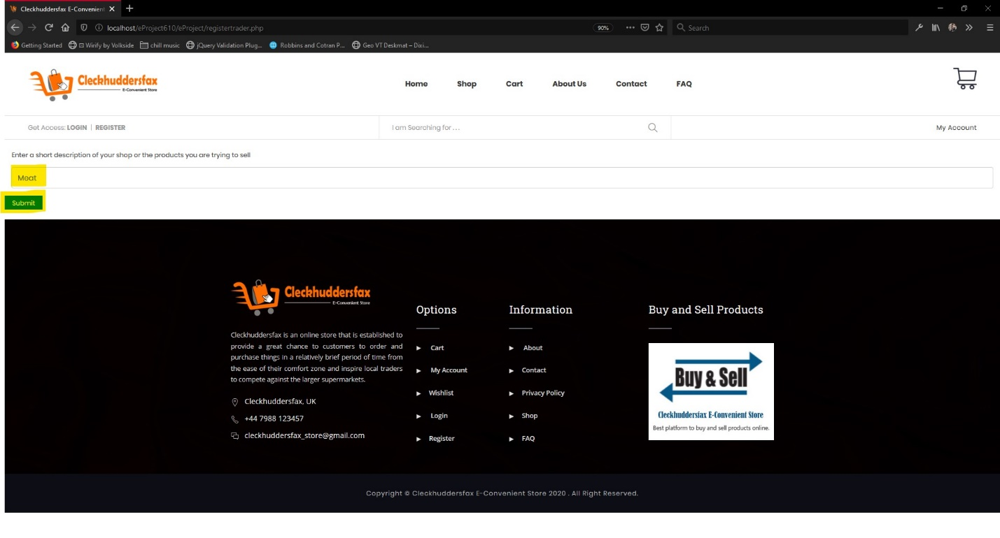 Cleckhuddersfax E-Convenient
localhost/eProject610/eProject/registertrader.php
90%
Search
Getting Started
Wirify by Volkside
chill music
jQuery Validation Plug...
Robbins and Cotran P...
Geo VT Deskmat – Dixi...
Cleckhuddersfax
E-Convenient Store
Home Shop Cart About Us Contact FAQ
Get Access: LOGIN | REGISTER
I am Searching for . . .
My Account
Enter a short description of your shop or the products you are trying to sell
Meat
Submit
Cleckhuddersfax
E-Convenient Store
Cleckhuddersfax is an online store that is established to
provide a great chance to customers to order and
purchase things in a relatively brief period of time from
the ease of their comfort zone and inspire local traders
to compete against the larger supermarkets.
Cleckhuddersfax, UK
+44 7988 123457
cleckhuddersfax_store@gmail.com
Options
Cart
My Account
Wishlist
Login
Register
Information
About
Contact
Privacy Policy
Shop
FAQ
Buy and Sell Products
Buy & Sell
Cleckhuddersfax E-Convenient Store
Best platform to buy and sell products online.
Copyright © Cleckhuddersfax E-Convenient Store 2020 . All Right Reserved.